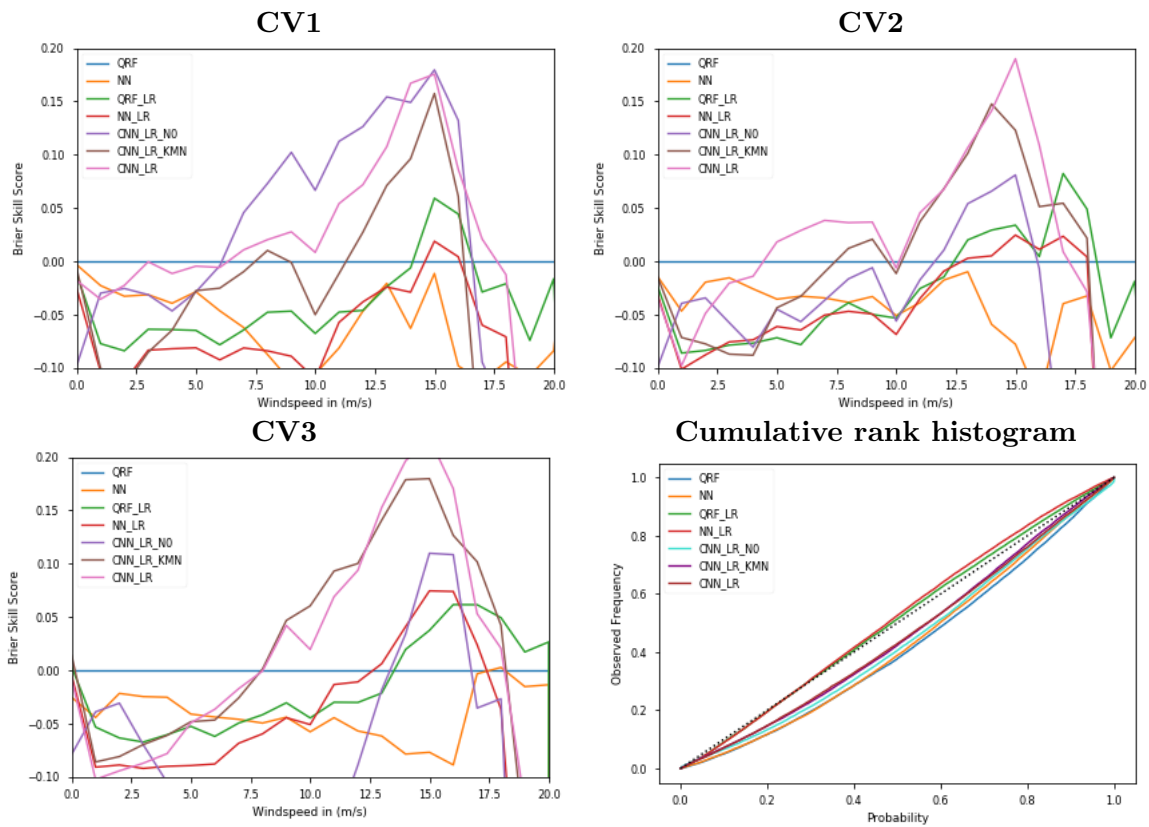 CV1
0.20
0.15
0.10
0.05
0.00
−0.05
−0.10
Brier Skill Score
QRF
NN
QRF_LR
NN_LR
CNN_LR_N0
CNN_LR_KMN
CNN_LR
0.0 2.5 5.0 7.5 10.0 12.5 15.0 17.5 20.0
Windspeed in (m/s)
CV2
0.20
0.15
0.10
0.05
0.00
−0.05
−0.10
Brier Skill Score
QRF
NN
QRF_LR
NN_LR
CNN_LR_N0
CNN_LR_KMN
CNN_LR
0.0 2.5 5.0 7.5 10.0 12.5 15.0 17.5 20.0
Windspeed in (m/s)
CV3
0.20
0.15
0.10
0.05
0.00
−0.05
−0.10
Brier Skill Score
QRF
NN
QRF_LR
NN_LR
CNN_LR_N0
CNN_LR_KMN
CNN_LR
0.0 2.5 5.0 7.5 10.0 12.5 15.0 17.5 20.0
Windspeed in (m/s)
Cumulative rank histogram
1.0
0.8
0.6
0.4
0.2
0.0
Observed Frequency
QRF
NN
QRF_LR
NN_LR
CNN_LR_N0
CNN_LR_KMN
CNN_LR
0.0 0.2 0.4 0.6 0.8 1.0
Probability